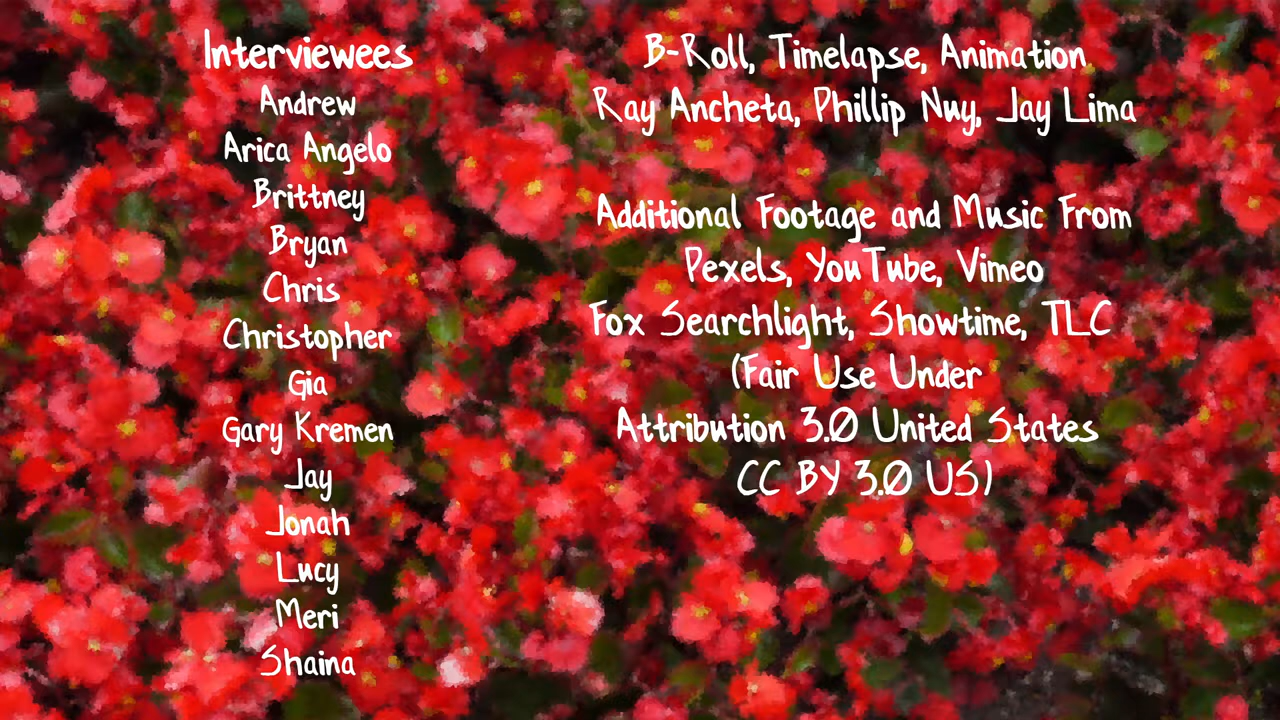 Interviewees
Andrew
Arica Angelo
Brittney
Bryan
Chris
Christopher
Gia
Gary Kremen
Jay
Jonah
Lucy
Meri
Shaina
B-Roll, Timelapse, Animation
Ray Ancheta, Phillip Nwy, Jay Lima
Additional Footage and Music From
Pexels, YouTube, Vimeo
Fox Searchlight, Showtime, TLC
(Fair Use Under
Attribution 3.0 United States
CC BY 3.0 US)